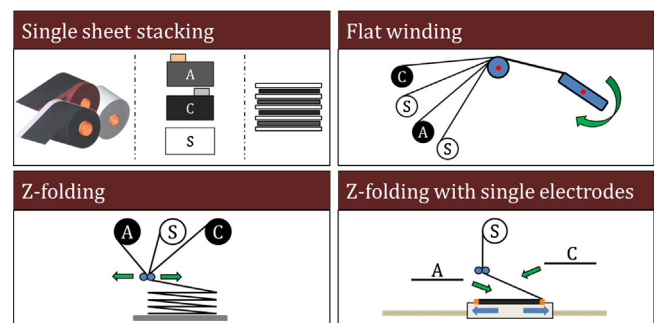 Single sheet stacking
A
C
S
Flat winding
C
S
A
S
Z-folding
A S C
Z-folding with single electrodes
S
C
A